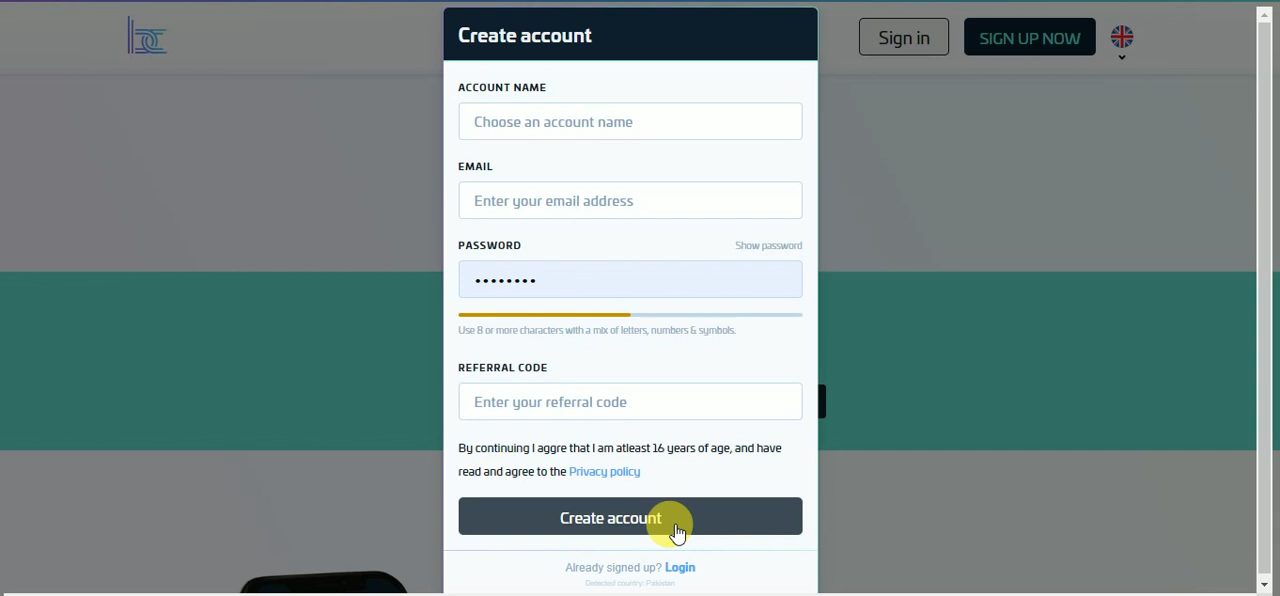 Create account
Sign in
SIGN UP NOW
ACCOUNT NAME
Choose an account name
EMAIL
Enter your email address
PASSWORD
Show password
••••••••
Use 8 or more characters with a mix of letters, numbers & symbols.
REFERRAL CODE
Enter your referral code
By continuing I aggre that I am atleast 16 years of age, and have
read and agree to the Privacy policy
Create account
Already signed up? Login
Detected country: Pakistan